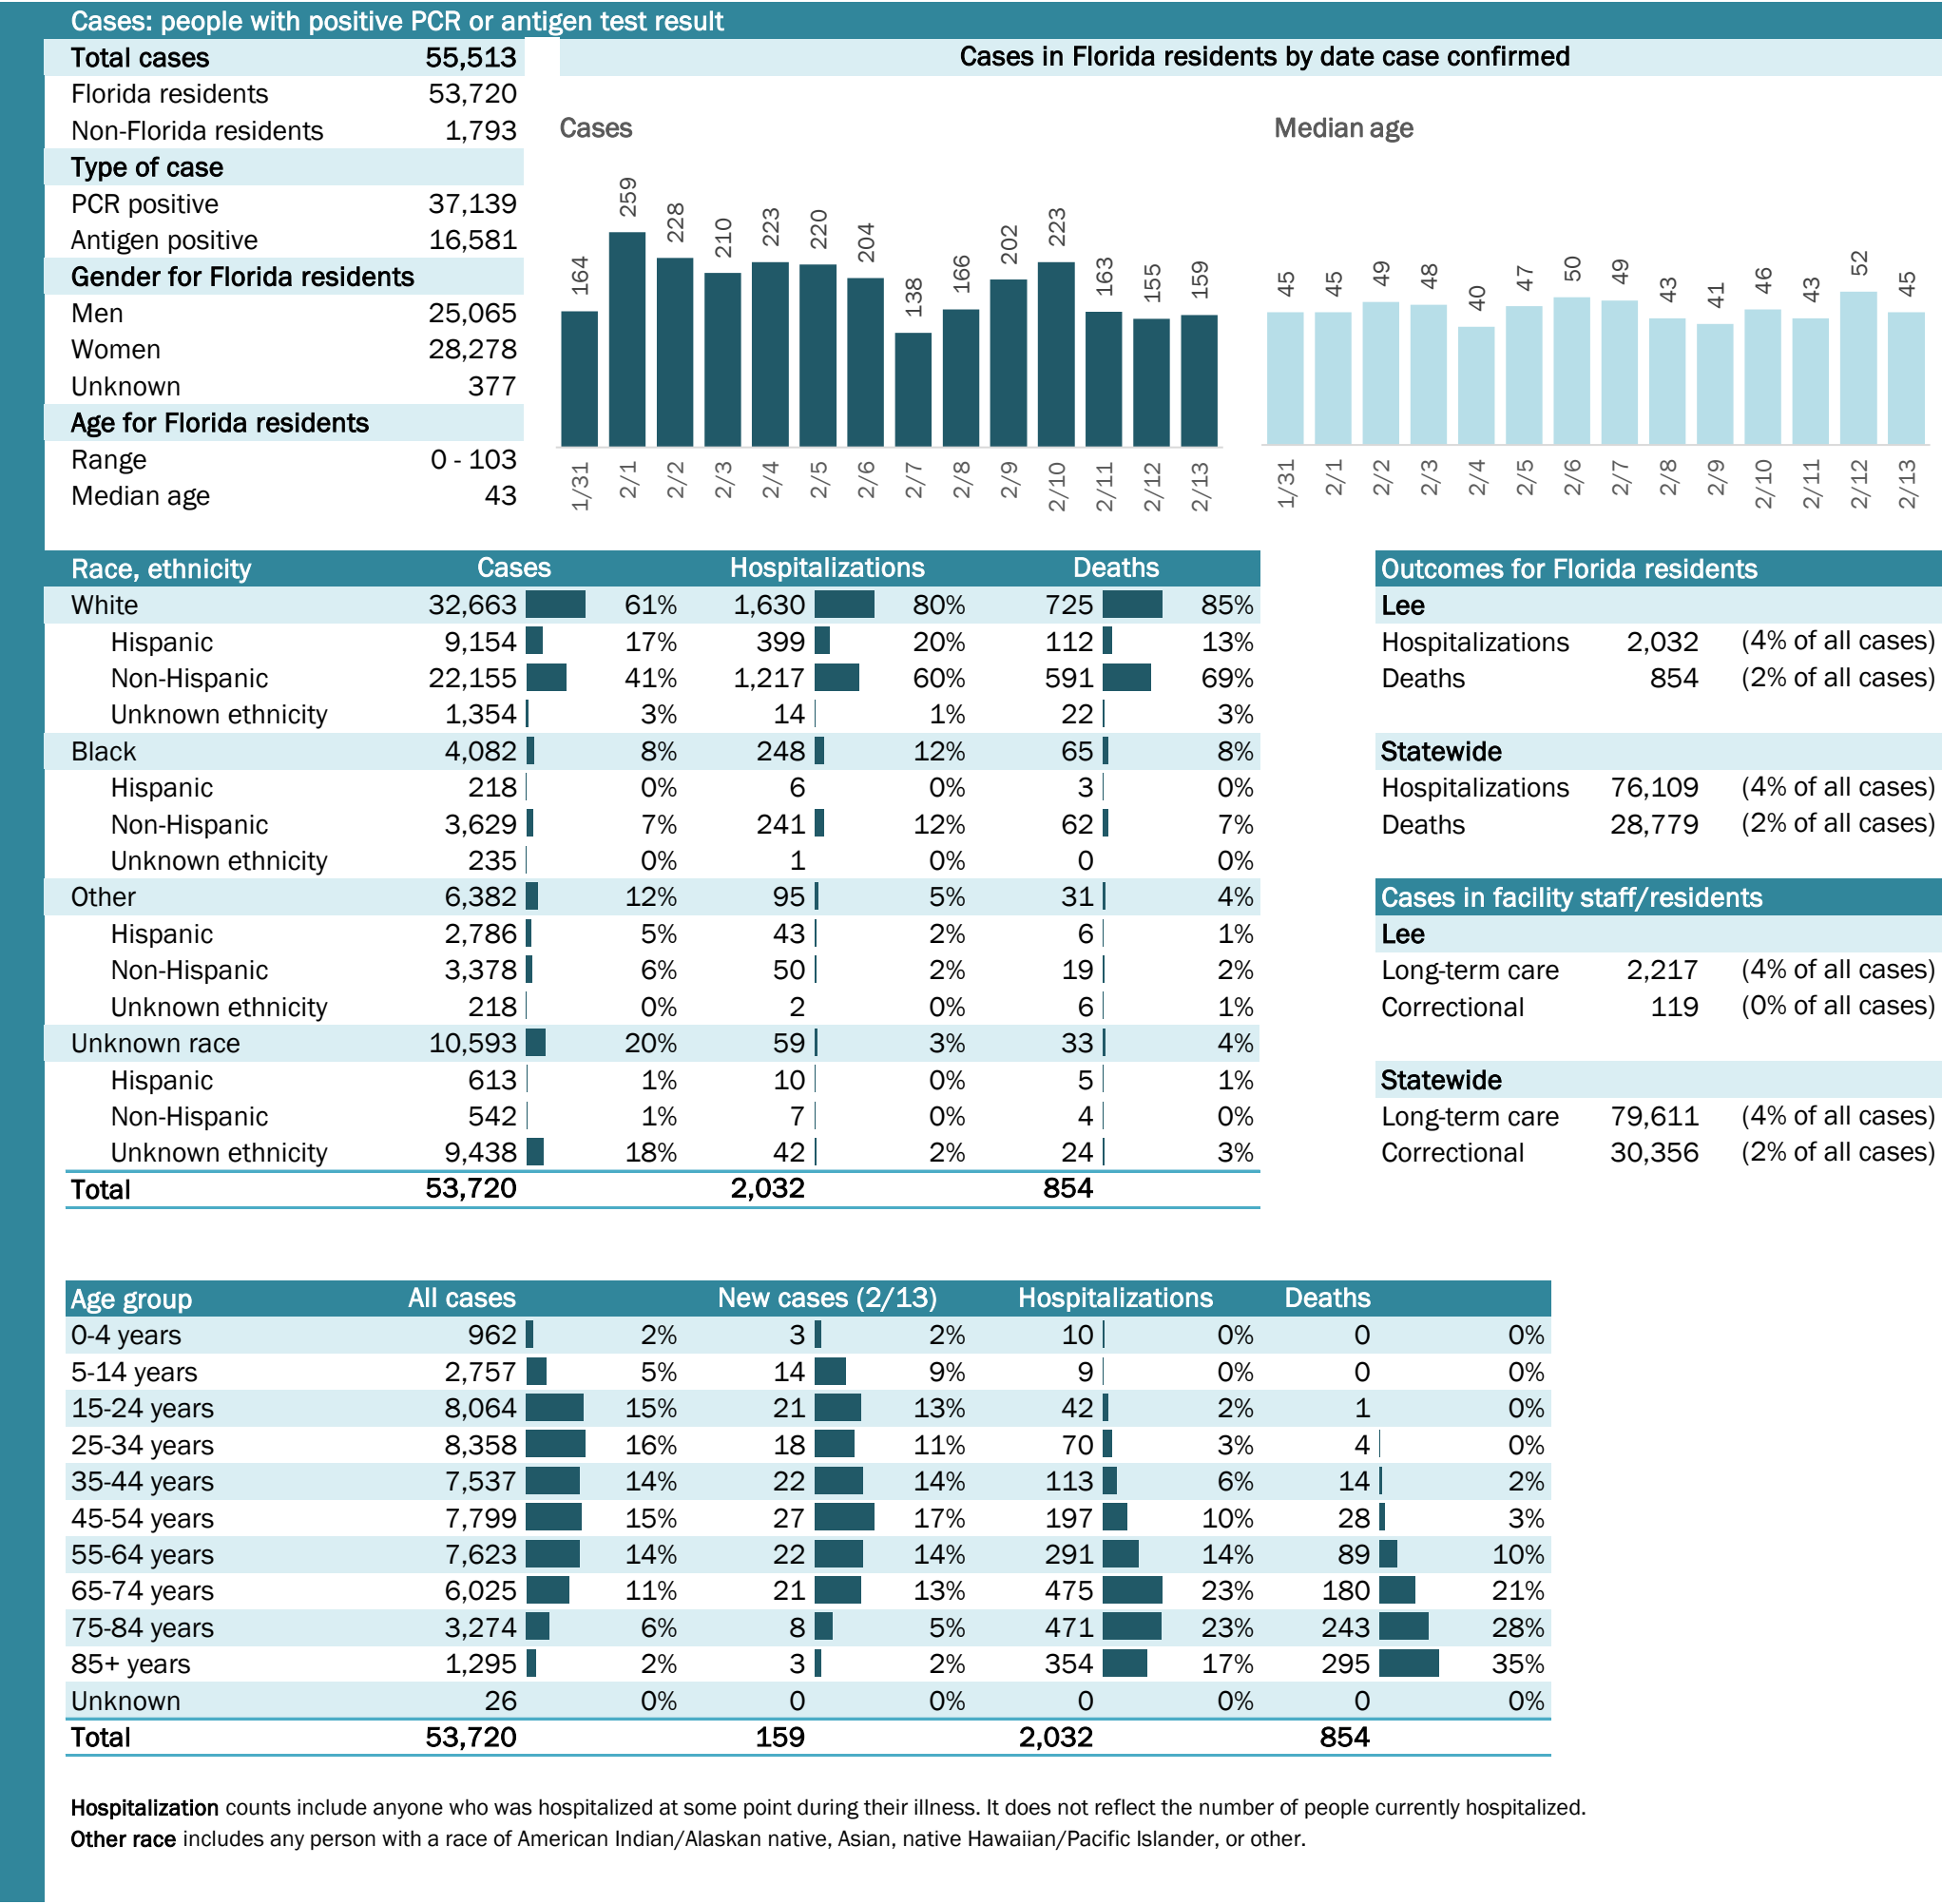 Cases: people with positive PCR or antigen test result
Total cases 55,513
Florida residents 53,720
Non-Florida residents 1,793
Type of case
PCR positive 37,139
Antigen positive 16,581
Gender for Florida residents
Men 25,065
Women 28,278
Unknown 377
Age for Florida residents
Range 0 - 103
Median age 43
Cases in Florida residents by date case confirmed
Cases
164 259 228 210 223 220 204 138 166 202 223 163 155 159
1/31 2/1 2/2 2/3 2/4 2/5 2/6 2/7 2/8 2/9 2/10 2/11 2/12 2/13
Median age
45 45 49 48 40 47 50 49 43 41 46 43 52 45
1/31 2/1 2/2 2/3 2/4 2/5 2/6 2/7 2/8 2/9 2/10 2/11 2/12 2/13
Race, ethnicity Cases Hospitalizations Deaths
White 32,663 61% 1,630 80% 725 85%
Hispanic 9,154 17% 399 20% 112 13%
Non-Hispanic 22,155 41% 1,217 60% 591 69%
Unknown ethnicity 1,354 3% 14 1% 22 3%
Black 4,082 8% 248 12% 65 8%
Hispanic 218 0% 6 0% 3 0%
Non-Hispanic 3,629 7% 241 12% 62 7%
Unknown ethnicity 235 0% 1 0% 0 0%
Other 6,382 12% 95 5% 31 4%
Hispanic 2,786 5% 43 2% 6 1%
Non-Hispanic 3,378 6% 50 2% 19 2%
Unknown ethnicity 218 0% 2 0% 6 1%
Unknown race 10,593 20% 59 3% 33 4%
Hispanic 613 1% 10 0% 5 1%
Non-Hispanic 542 1% 7 0% 4 0%
Unknown ethnicity 9,438 18% 42 2% 24 3%
Total 53,720 2,032 854
Outcomes for Florida residents
Lee
Hospitalizations 2,032 (4% of all cases)
Deaths 854 (2% of all cases)
Statewide
Hospitalizations 76,109 (4% of all cases)
Deaths 28,779 (2% of all cases)
Cases in facility staff/residents
Lee
Long-term care 2,217 (4% of all cases)
Correctional 119 (0% of all cases)
Statewide
Long-term care 79,611 (4% of all cases)
Correctional 30,356 (2% of all cases)
Age group All cases New cases (2/13) Hospitalizations Deaths
0-4 years 962 2% 3 2% 10 0% 0 0%
5-14 years 2,757 5% 14 9% 9 0% 0 0%
15-24 years 8,064 15% 21 13% 42 2% 1 0%
25-34 years 8,358 16% 18 11% 70 3% 4 0%
35-44 years 7,537 14% 22 14% 113 6% 14 2%
45-54 years 7,799 15% 27 17% 197 10% 28 3%
55-64 years 7,623 14% 22 14% 291 14% 89 10%
65-74 years 6,025 11% 21 13% 475 23% 180 21%
75-84 years 3,274 6% 8 5% 471 23% 243 28%
85+ years 1,295 2% 3 2% 354 17% 295 35%
Unknown 26 0% 0 0% 0 0% 0 0%
Total 53,720 159 2,032 854
Hospitalization counts include anyone who was hospitalized at some point during their illness. It does not reflect the number of people currently hospitalized.
Other race includes any person with a race of American Indian/Alaskan native, Asian, native Hawaiian/Pacific Islander, or other.